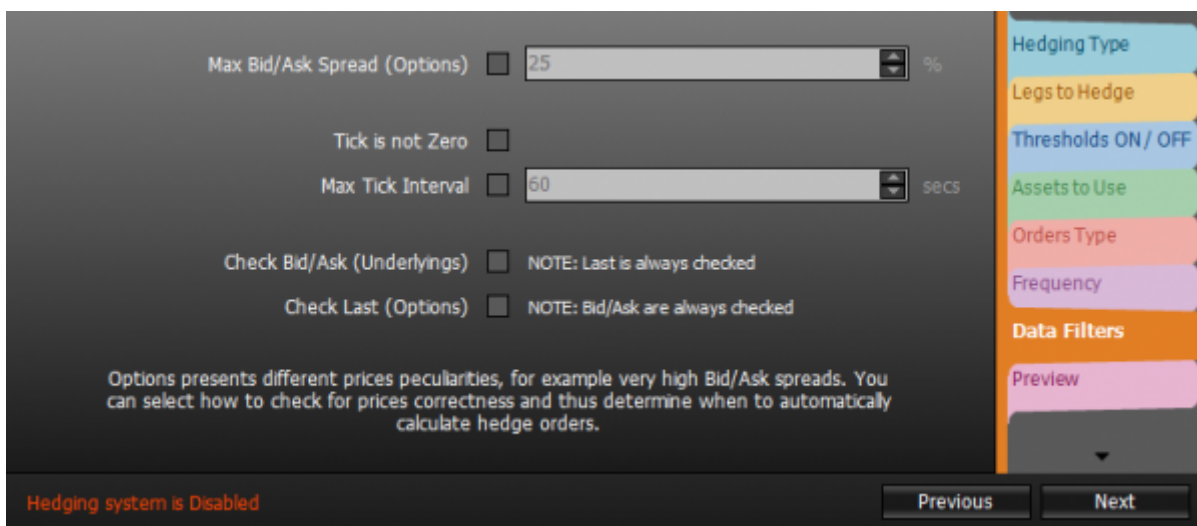 Max Bid/Ask Spread (Options) 25 %
Tick is not Zero
Max Tick Interval 60 secs
Check Bid/Ask (Underlyings) NOTE: Last is always checked
Check Last (Options) NOTE: Bid/Ask are always checked
Options presents different prices peculiarities, for example very high Bid/Ask spreads. You
can select how to check for prices correctness and thus determine when to automatically
calculate hedge orders.
Hedging Type
Legs to Hedge
Thresholds ON / OFF
Assets to Use
Orders Type
Frequency
Data Filters
Preview
Hedging system is Disabled
Previous
Next